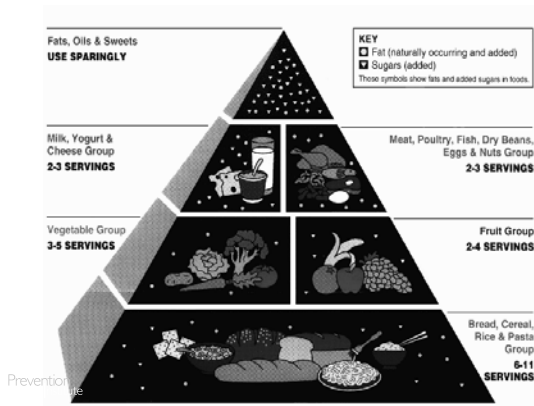 Fats, Oils & Sweets
USE SPARINGLY
KEY
Fat (naturally occurring and added)
Sugars (added)
These symbols show fats and added sugars in foods.
Milk, Yogurt &
Cheese Group
2-3 SERVINGS
Meat, Poultry, Fish, Dry Beans,
Eggs & Nuts Group
2-3 SERVINGS
Vegetable Group
3-5 SERVINGS
Fruit Group
2-4 SERVINGS
Bread, Cereal,
Rice & Pasta
Group
6-11
SERVINGS
Prevention